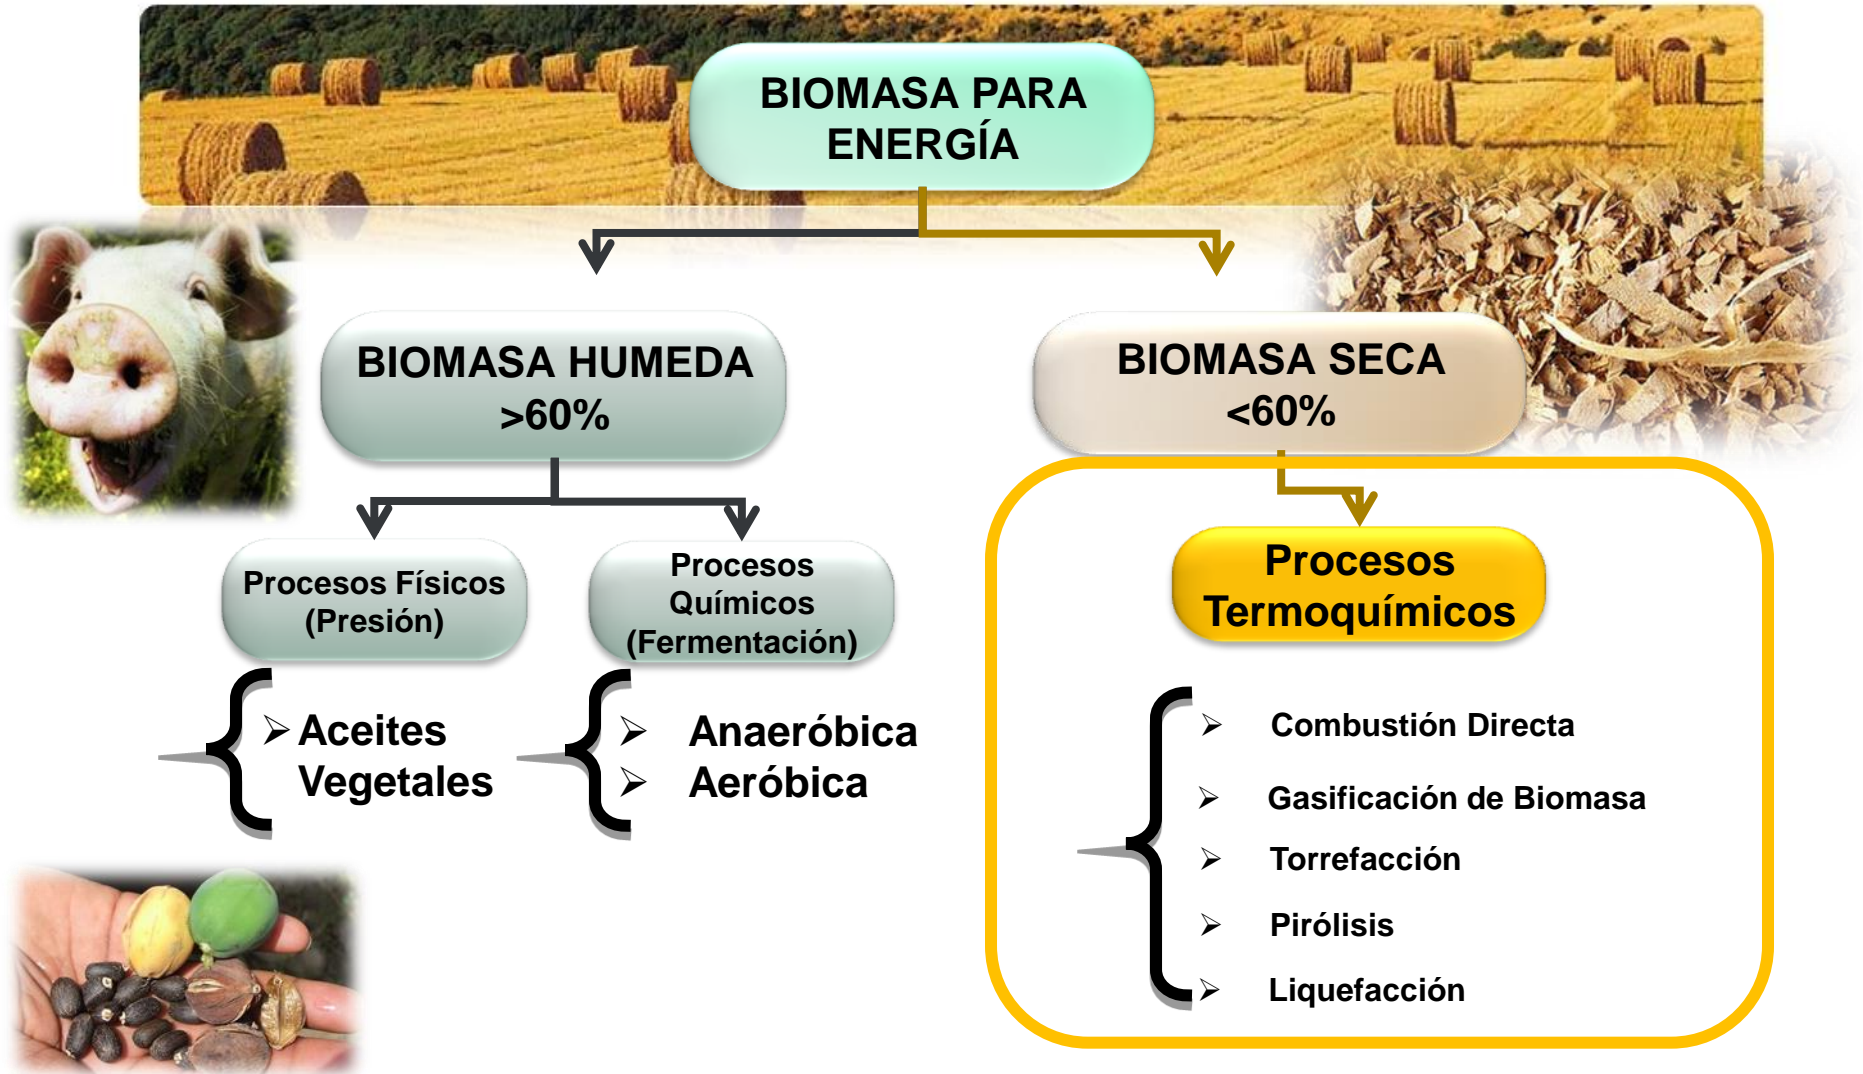 BIOMASA PARA
ENERGÍA
BIOMASA HUMEDA
>60%
BIOMASA SECA
<60%
Procesos Físicos
(Presión)
Procesos
Químicos
(Fermentación)
Procesos
Termoquímicos
➢ Aceites
Vegetales
➢ Anaeróbica
➢ Aeróbica
➢ Combustión Directa
➢ Gasificación de Biomasa
➢ Torrefacción
➢ Pirólisis
➢ Liquefacción